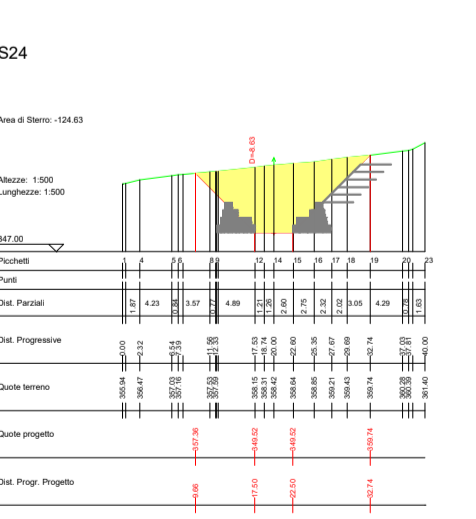 S24
Area di Sterro: -124.63
D=8.63
Altezze: 1:500
Lunghezze: 1:500
347.00
Picchetti 1 4 5 6 8 9 12 14 15 16 17 18 19 20 23
Punti
Dist. Parziali 1.87 4.23 0.84 3.57 0.77 4.89 1.21 1.26 2.60 2.75 2.32 2.02 3.05 4.29 0.78 1.63
Dist. Progressive 0.00 2.32 6.54 7.39 11.56 12.33 17.53 18.74 20.00 22.60 25.35 27.67 29.69 32.74 37.03 37.81 40.00
Quote terreno 355.94 356.47 357.03 357.16 357.53 357.59 358.15 358.31 358.42 358.64 358.85 359.21 359.43 359.74 360.28 360.39 361.40
Quote progetto 357.36 349.52 349.52 359.74
Dist. Progr. Progetto 9.66 17.50 22.50 32.74